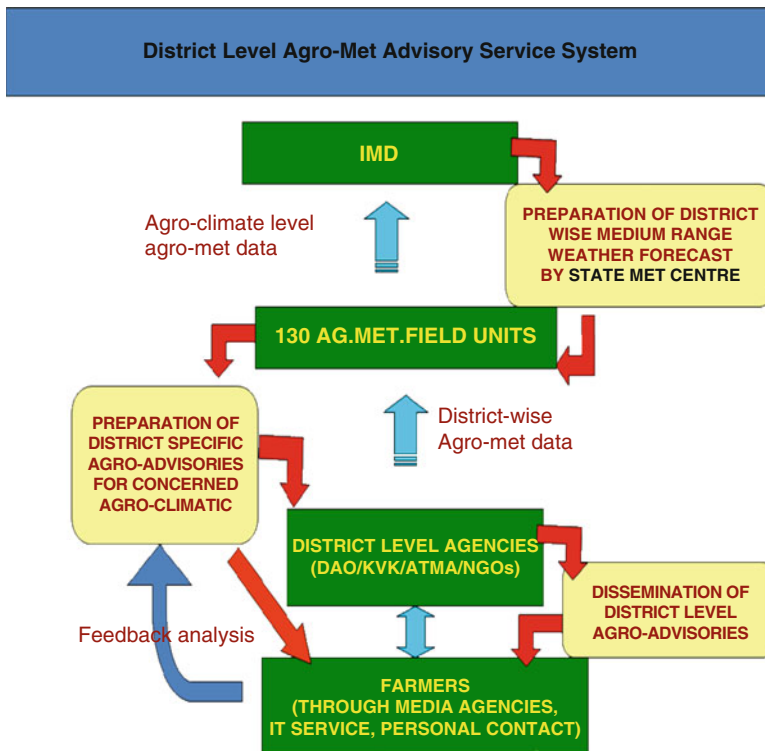 District Level Agro-Met Advisory Service System
IMD
Agro-climate level
agro-met data
PREPARATION OF DISTRICT
WISE MEDIUM RANGE
WEATHER FORECAST
BY STATE MET CENTRE
130 AG.MET.FIELD UNITS
PREPARATION OF
DISTRICT SPECIFIC
AGRO-ADVISORIES
FOR CONCERNED
AGRO-CLIMATIC
District-wise
Agro-met data
DISTRICT LEVEL AGENCIES
(DAO/KVK/ATMA/NGOs)
DISSEMINATION OF
DISTRICT LEVEL
AGRO-ADVISORIES
Feedback analysis
FARMERS
(THROUGH MEDIA AGENCIES,
IT SERVICE, PERSONAL CONTACT)